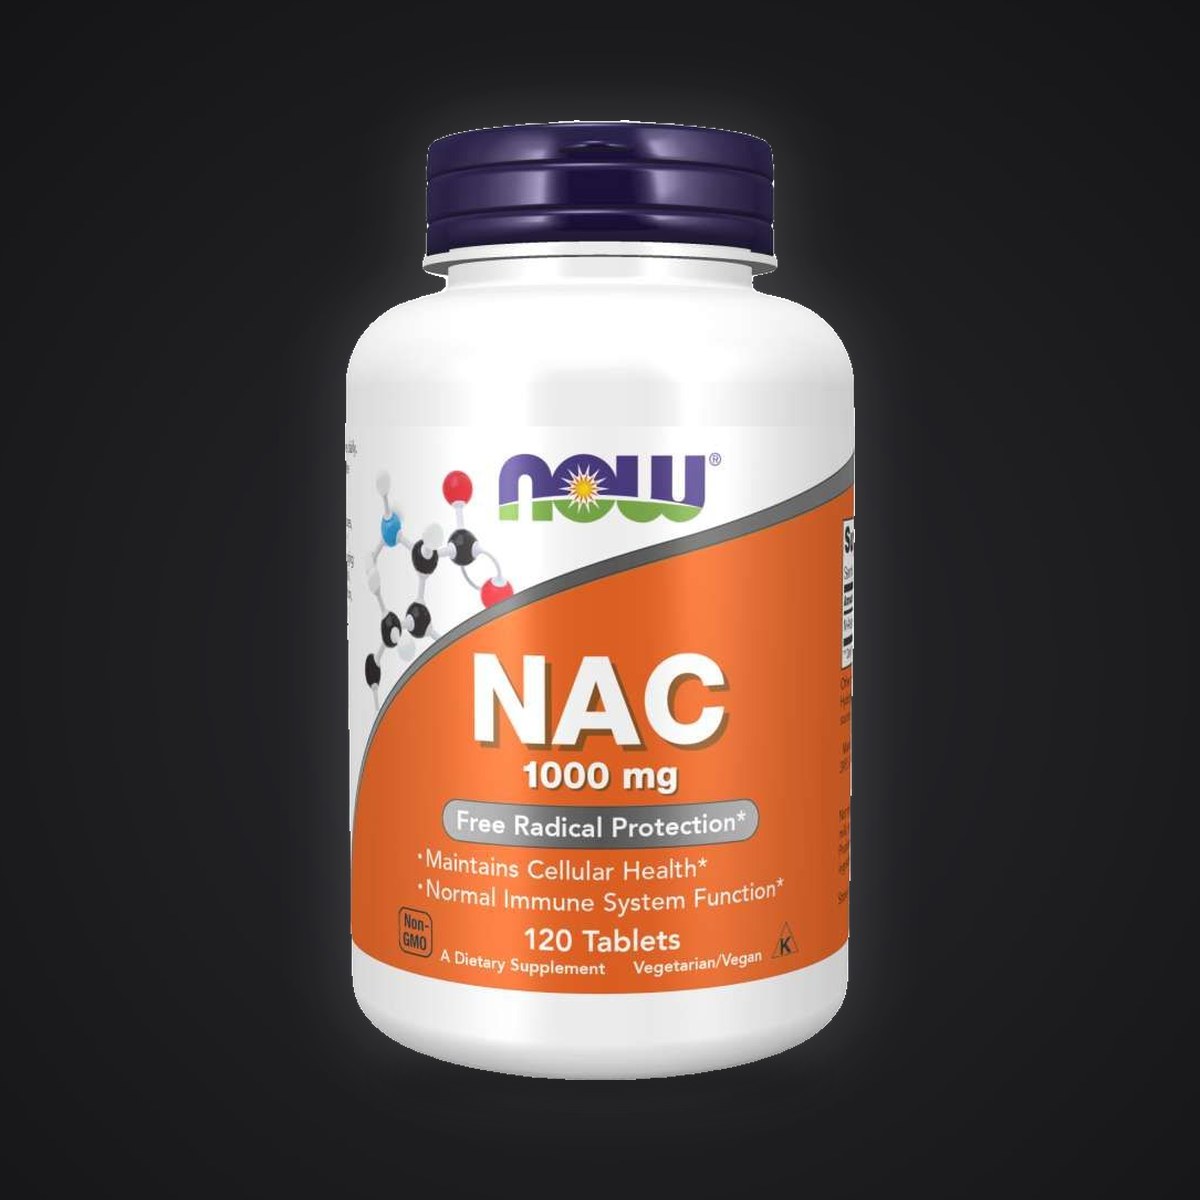 now®
NAC
1000 mg
Free Radical Protection*
•Maintains Cellular Health*
•Normal Immune System Function*
Non-
GMO
120 Tablets
A Dietary Supplement Vegetarian/Vegan
K